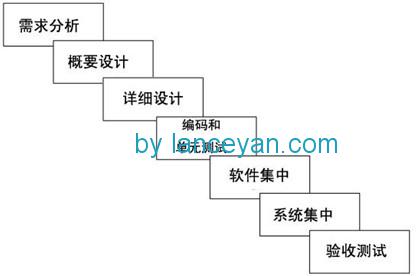 需求分析
概要设计
详细设计
编码和
单元测试
by lanceyan.com
软件集中
系统集中
验收测试